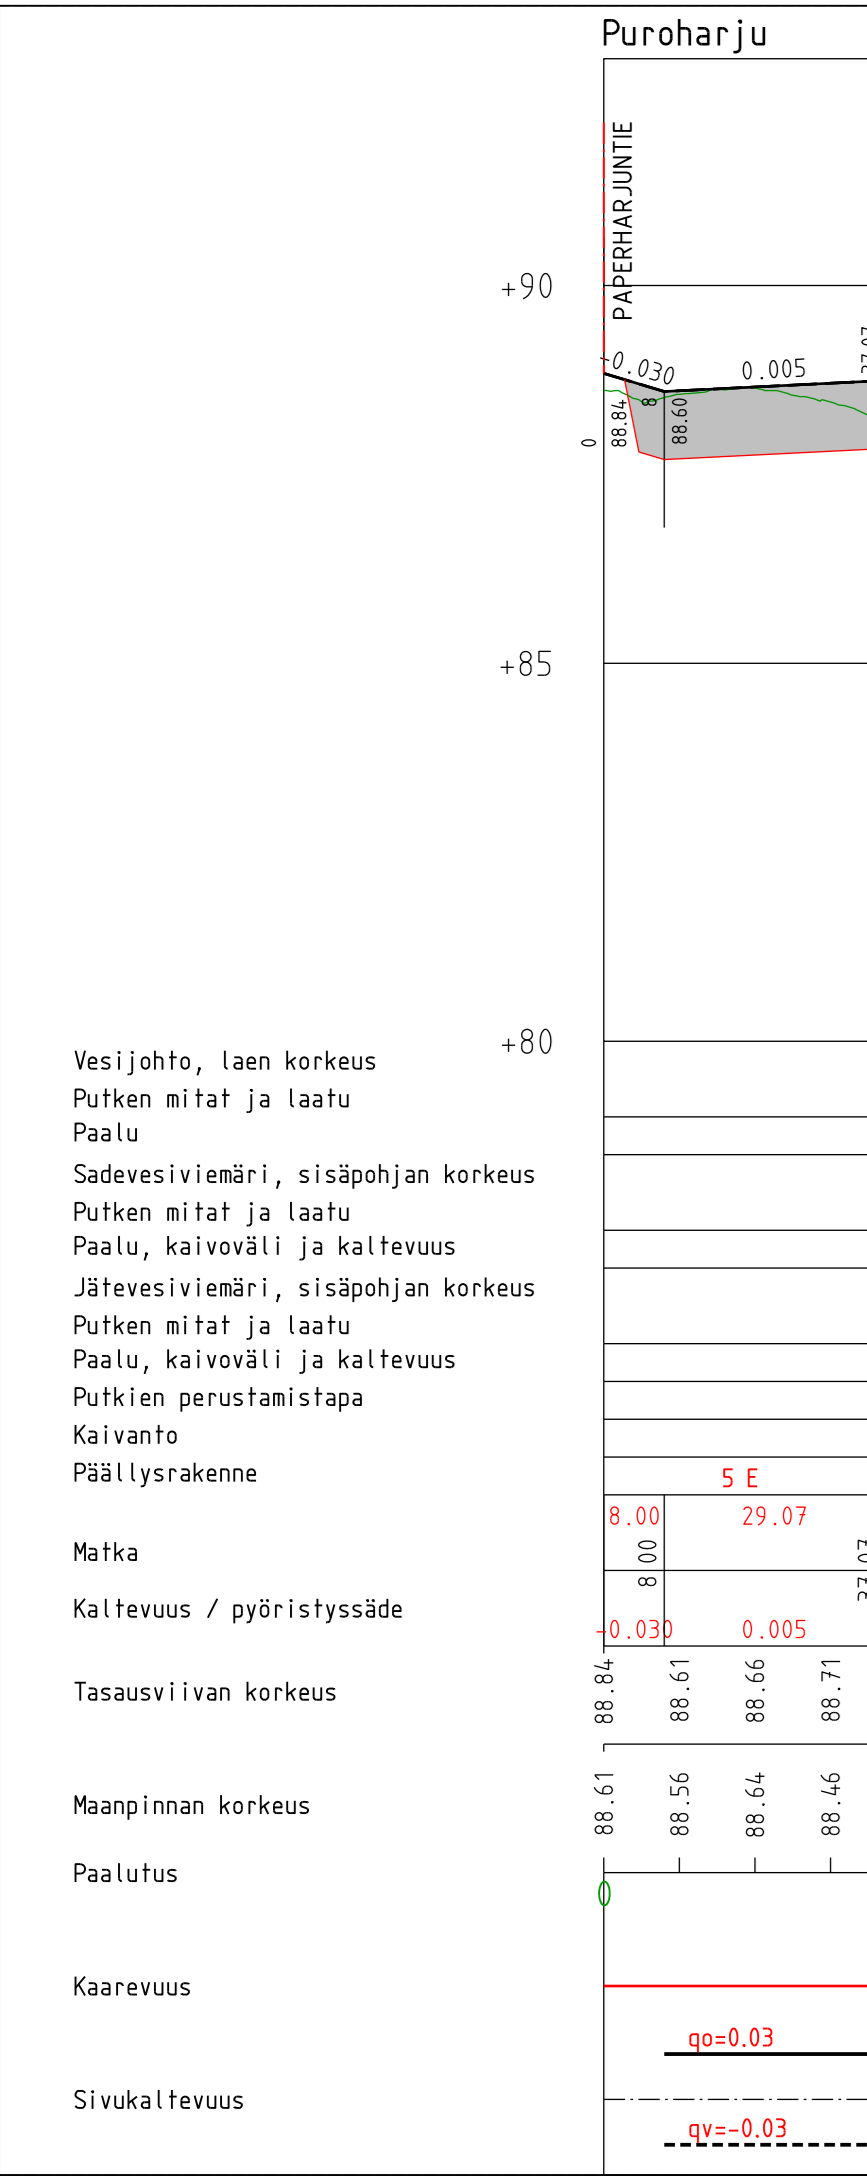 Puroharju
PAPERHARJUNTIE
+90
-0.030
0.005
0
88.84
8
88.60
+85
+80
Vesijohto, laen korkeus
Putken mitat ja laatu
Paalu
Sadevesiviemäri, sisäpohjan korkeus
Putken mitat ja laatu
Paalu, kaivoväli ja kaltevuus
Jätevesiviemäri, sisäpohjan korkeus
Putken mitat ja laatu
Paalu, kaivoväli ja kaltevuus
Putkien perustamistapa
Kaivanto
Päällysrakenne
5 E
8.00
29.07
Matka
8 00
Kaltevuus / pyöristyssäde
-0.030
0.005
Tasausviivan korkeus
88.84
88.61
88.66
88.71
Maanpinnan korkeus
88.61
88.56
88.64
88.46
Paalutus
0
Kaarevuus
qo=0.03
Sivukaltevuus
qv=-0.03